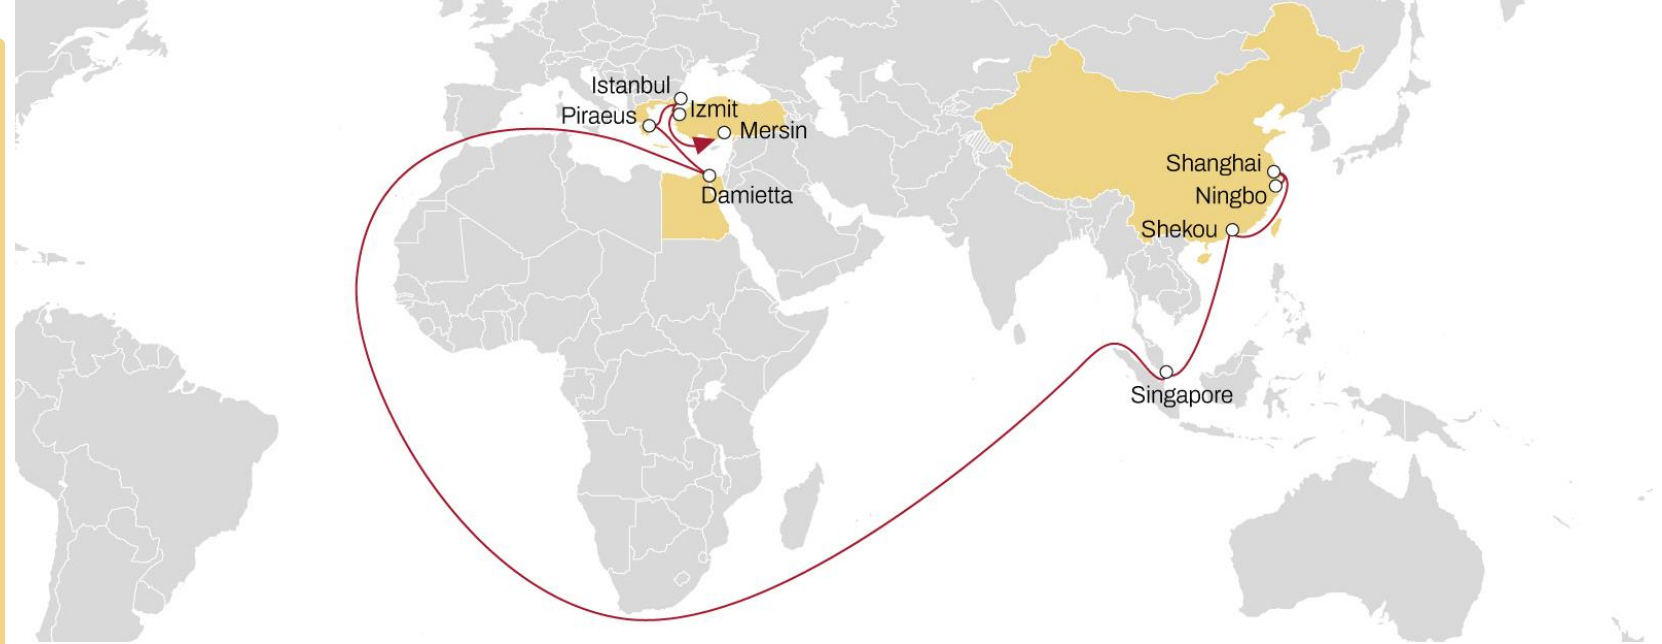 Istanbul
Piraeus
Izmit
Mersin
Damietta
Shanghai
Ningbo
Shekou
Singapore